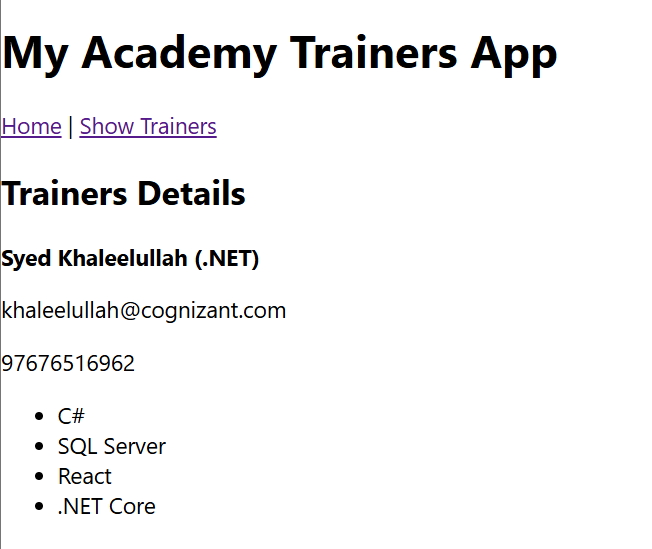 My Academy Trainers App
Home | Show Trainers
Trainers Details
Syed Khaleelullah (.NET)
khaleelullah@cognizant.com
97676516962
C#
SQL Server
React
.NET Core